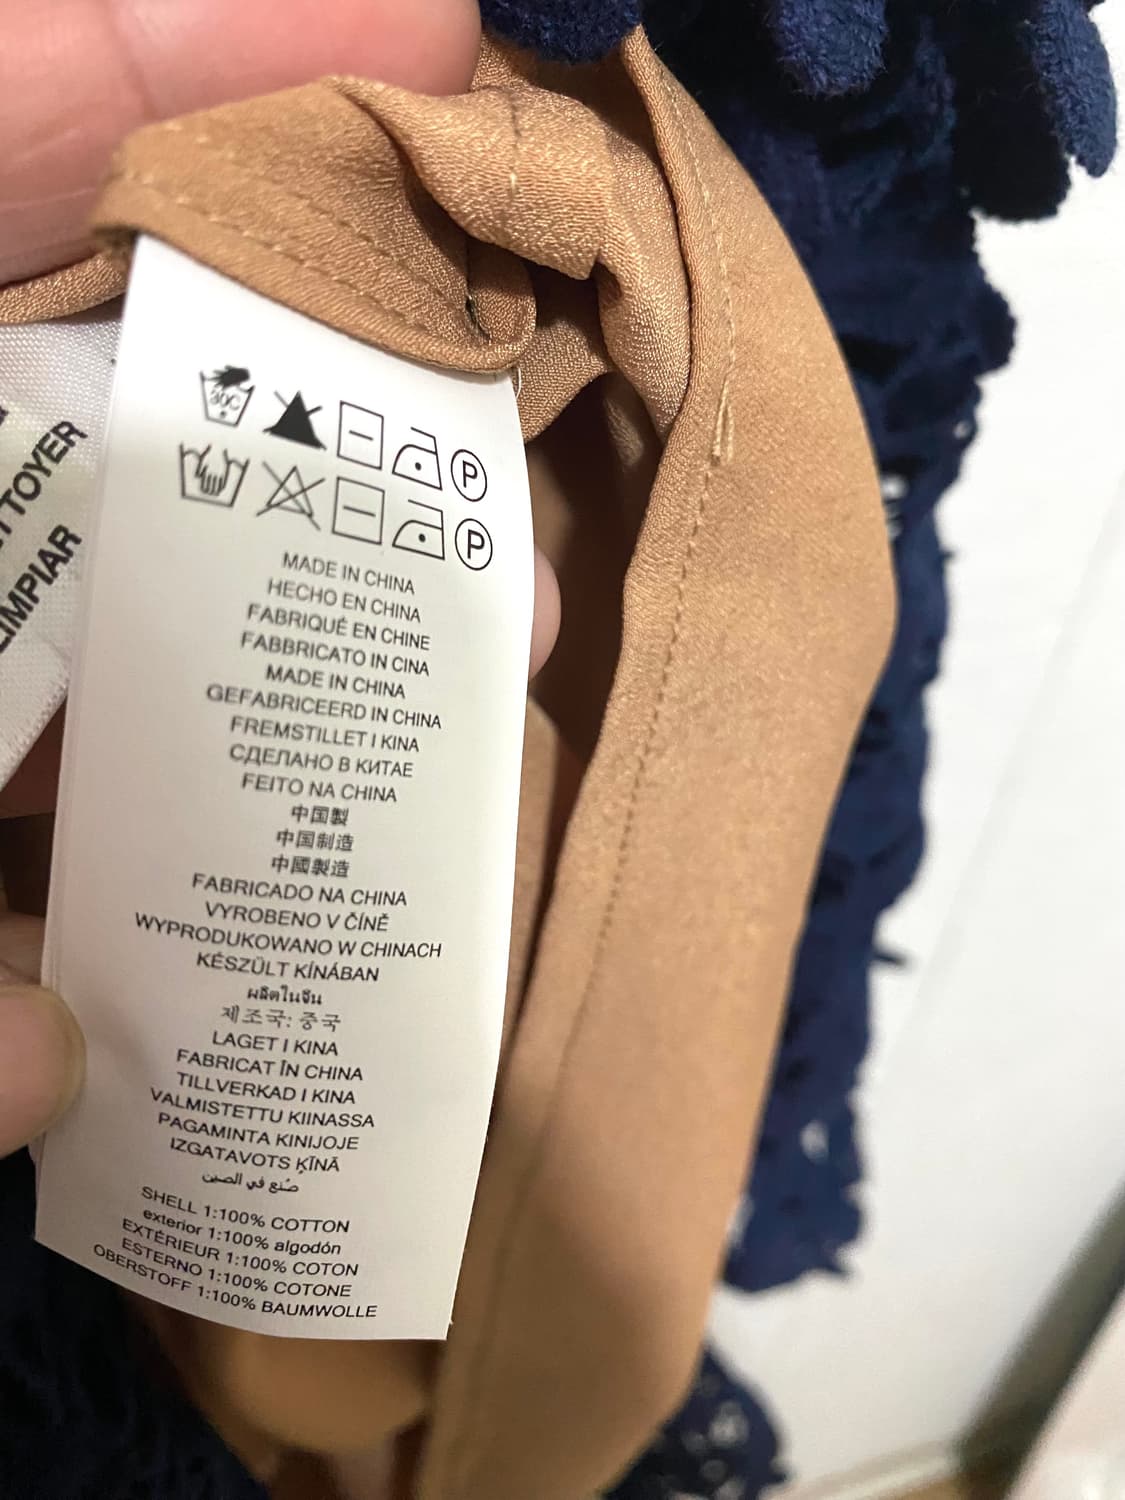 TTOYER
LIMPIAR
30C
P
P
MADE IN CHINA
HECHO EN CHINA
FABRIQUÉ EN CHINE
FABBRICATO IN CINA
MADE IN CHINA
GEFABRICEERD IN CHINA
FREMSTILLET I KINA
СДЕЛАНО В КИТАЕ
FEITO NA CHINA
中国製
中国制造
中國製造
FABRICADO NA CHINA
VYROBENO V ČÍNĚ
WYPRODUKOWANO W CHINACH
KÉSZÜLT KÍNÁBAN
ผลิตในจีน
제조국: 중국
LAGET I KINA
FABRICAT ÎN CHINA
TILLVERKAD I KINA
VALMISTETTU KIINASSA
PAGAMINTA KINIJOJE
IZGATAVOTS ĶĪNĀ
صُنع في الصين
SHELL 1:100% COTTON
exterior 1:100% algodón
EXTÉRIEUR 1:100% COTON
ESTERNO 1:100% COTONE
OBERSTOFF 1:100% BAUMWOLLE